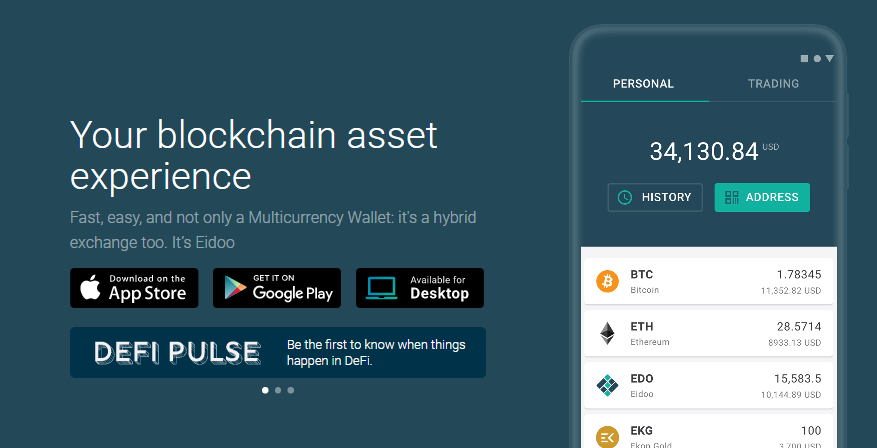 Your blockchain asset
experience
Fast, easy, and not only a Multicurrency Wallet: it's a hybrid
exchange too. It's Eidoo
Download on the
App Store
GET IT ON
Google Play
Available for
Desktop
DEFI PULSE
Be the first to know when things
happen in DeFi.
PERSONAL TRADING
34,130.84 USD
HISTORY ADDRESS
BTC 1.78345
Bitcoin 11,352.82 USD
ETH 28.5714
Ethereum 8933.13 USD
EDO 15,583.5
Eidoo 10,144.89 USD
EKG 100
Ekon Gold 3,700 USD